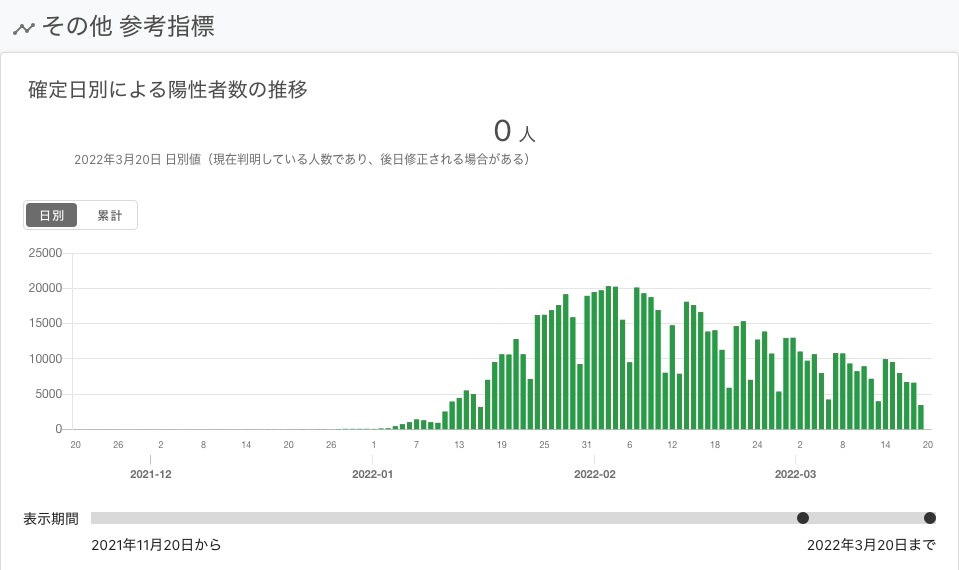 その他 参考指標
確定日別による陽性者数の推移
0 人
2022年3月20日 日別値（現在判明している人数であり、後日修正される場合がある）
日別 累計
25000
20000
15000
10000
5000
0
20 26 2 8 14 20 26 1 7 13 19 25 31 6 12 18 24 2 8 14 20
2021-12 2022-01 2022-02 2022-03
表示期間
2021年11月20日から 2022年3月20日まで